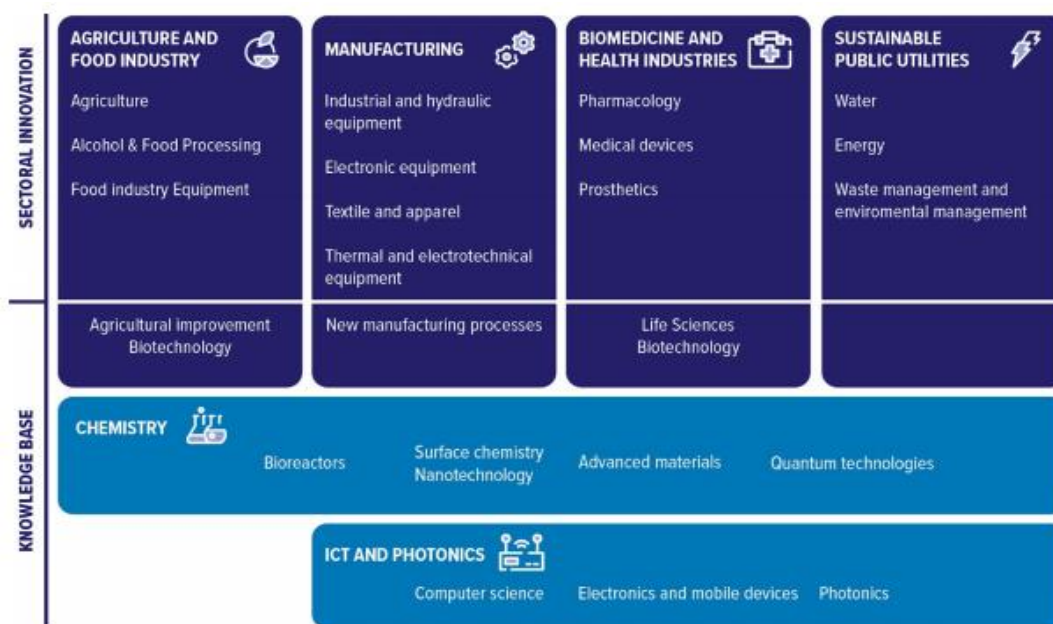 SECTORAL INNOVATION
AGRICULTURE AND
FOOD INDUSTRY
Agriculture
Alcohol & Food Processing
Food industry Equipment
MANUFACTURING
Industrial and hydraulic
equipment
Electronic equipment
Textile and apparel
Thermal and electrotechnical
equipment
BIOMEDICINE AND
HEALTH INDUSTRIES
Pharmacology
Medical devices
Prosthetics
SUSTAINABLE
PUBLIC UTILITIES
Water
Energy
Waste management and
enviromental management
KNOWLEDGE BASE
Agricultural improvement
Biotechnology
New manufacturing processes
Life Sciences
Biotechnology
CHEMISTRY
Bioreactors
Surface chemistry
Nanotechnology
Advanced materials
Quantum technologies
ICT AND PHOTONICS
Computer science
Electronics and mobile devices
Photonics